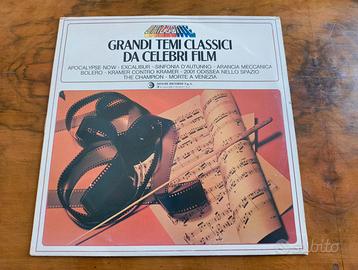 GRANDI TEMI CLASSICI
DA CELEBRI FILM
APOCALYPSE NOW - EXCALIBUR - SINFONIA D'AUTUNNO - ARANCIA MECCANICA
BOLERO - KRAMER CONTRO KRAMER - 2001 ODISSEA NELLO SPAZIO
THE CHAMPION - MORTE A VENEZIA
subito